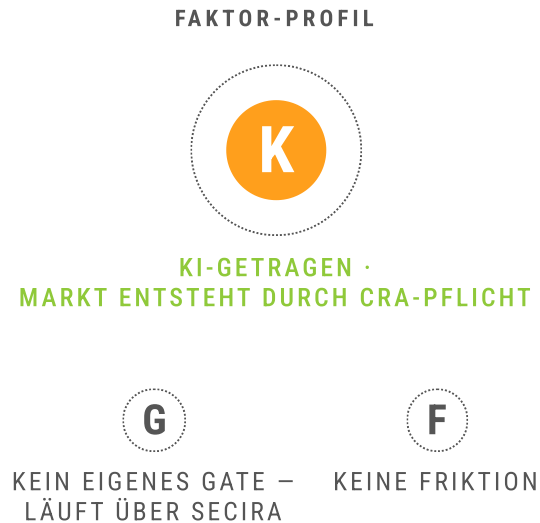 FAKTOR-PROFIL
K
KI-GETRAGEN ·
MARKT ENTSTEHT DURCH CRA-PFLICHT
G
F
KEIN EIGENES GATE –
LÄUFT ÜBER SECIRA
KEINE FRIKTION